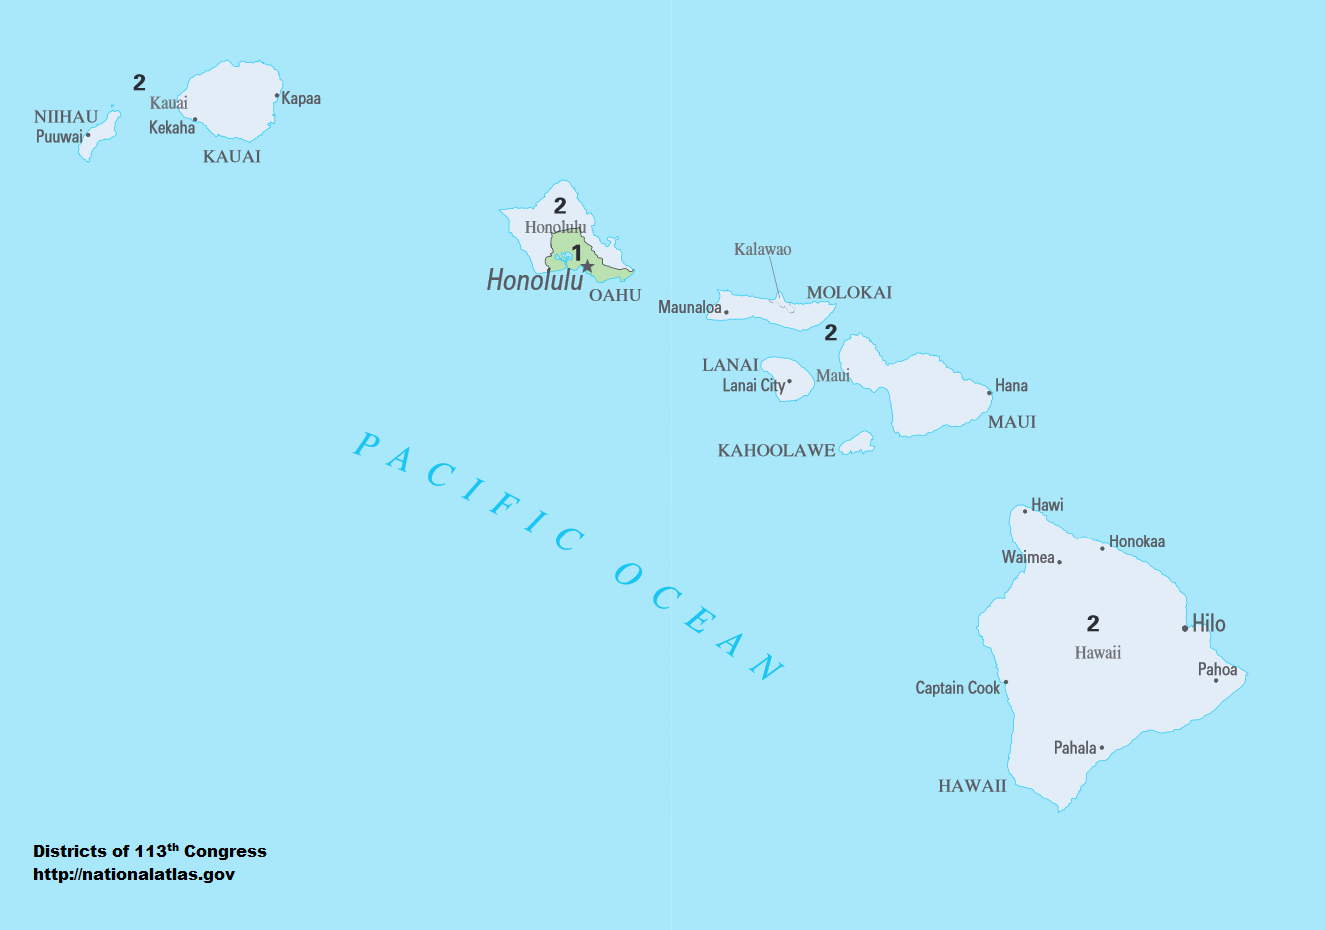 2
Kauai
Kapaa
NIIHAU
Puuwai
Kekaha
KAUAI
2
Honolulu
1
Honolulu
OAHU
Kalawao
MOLOKAI
Maunaloa
2
LANAI
Lanai City
Maui
Hana
MAUI
KAHOOLAWE
PACIFIC OCEAN
Hawi
Honokaa
Waimea
2
Hilo
Hawaii
Pahoa
Captain Cook
Pahala
HAWAII
Districts of 113th Congress
http://nationalatlas.gov